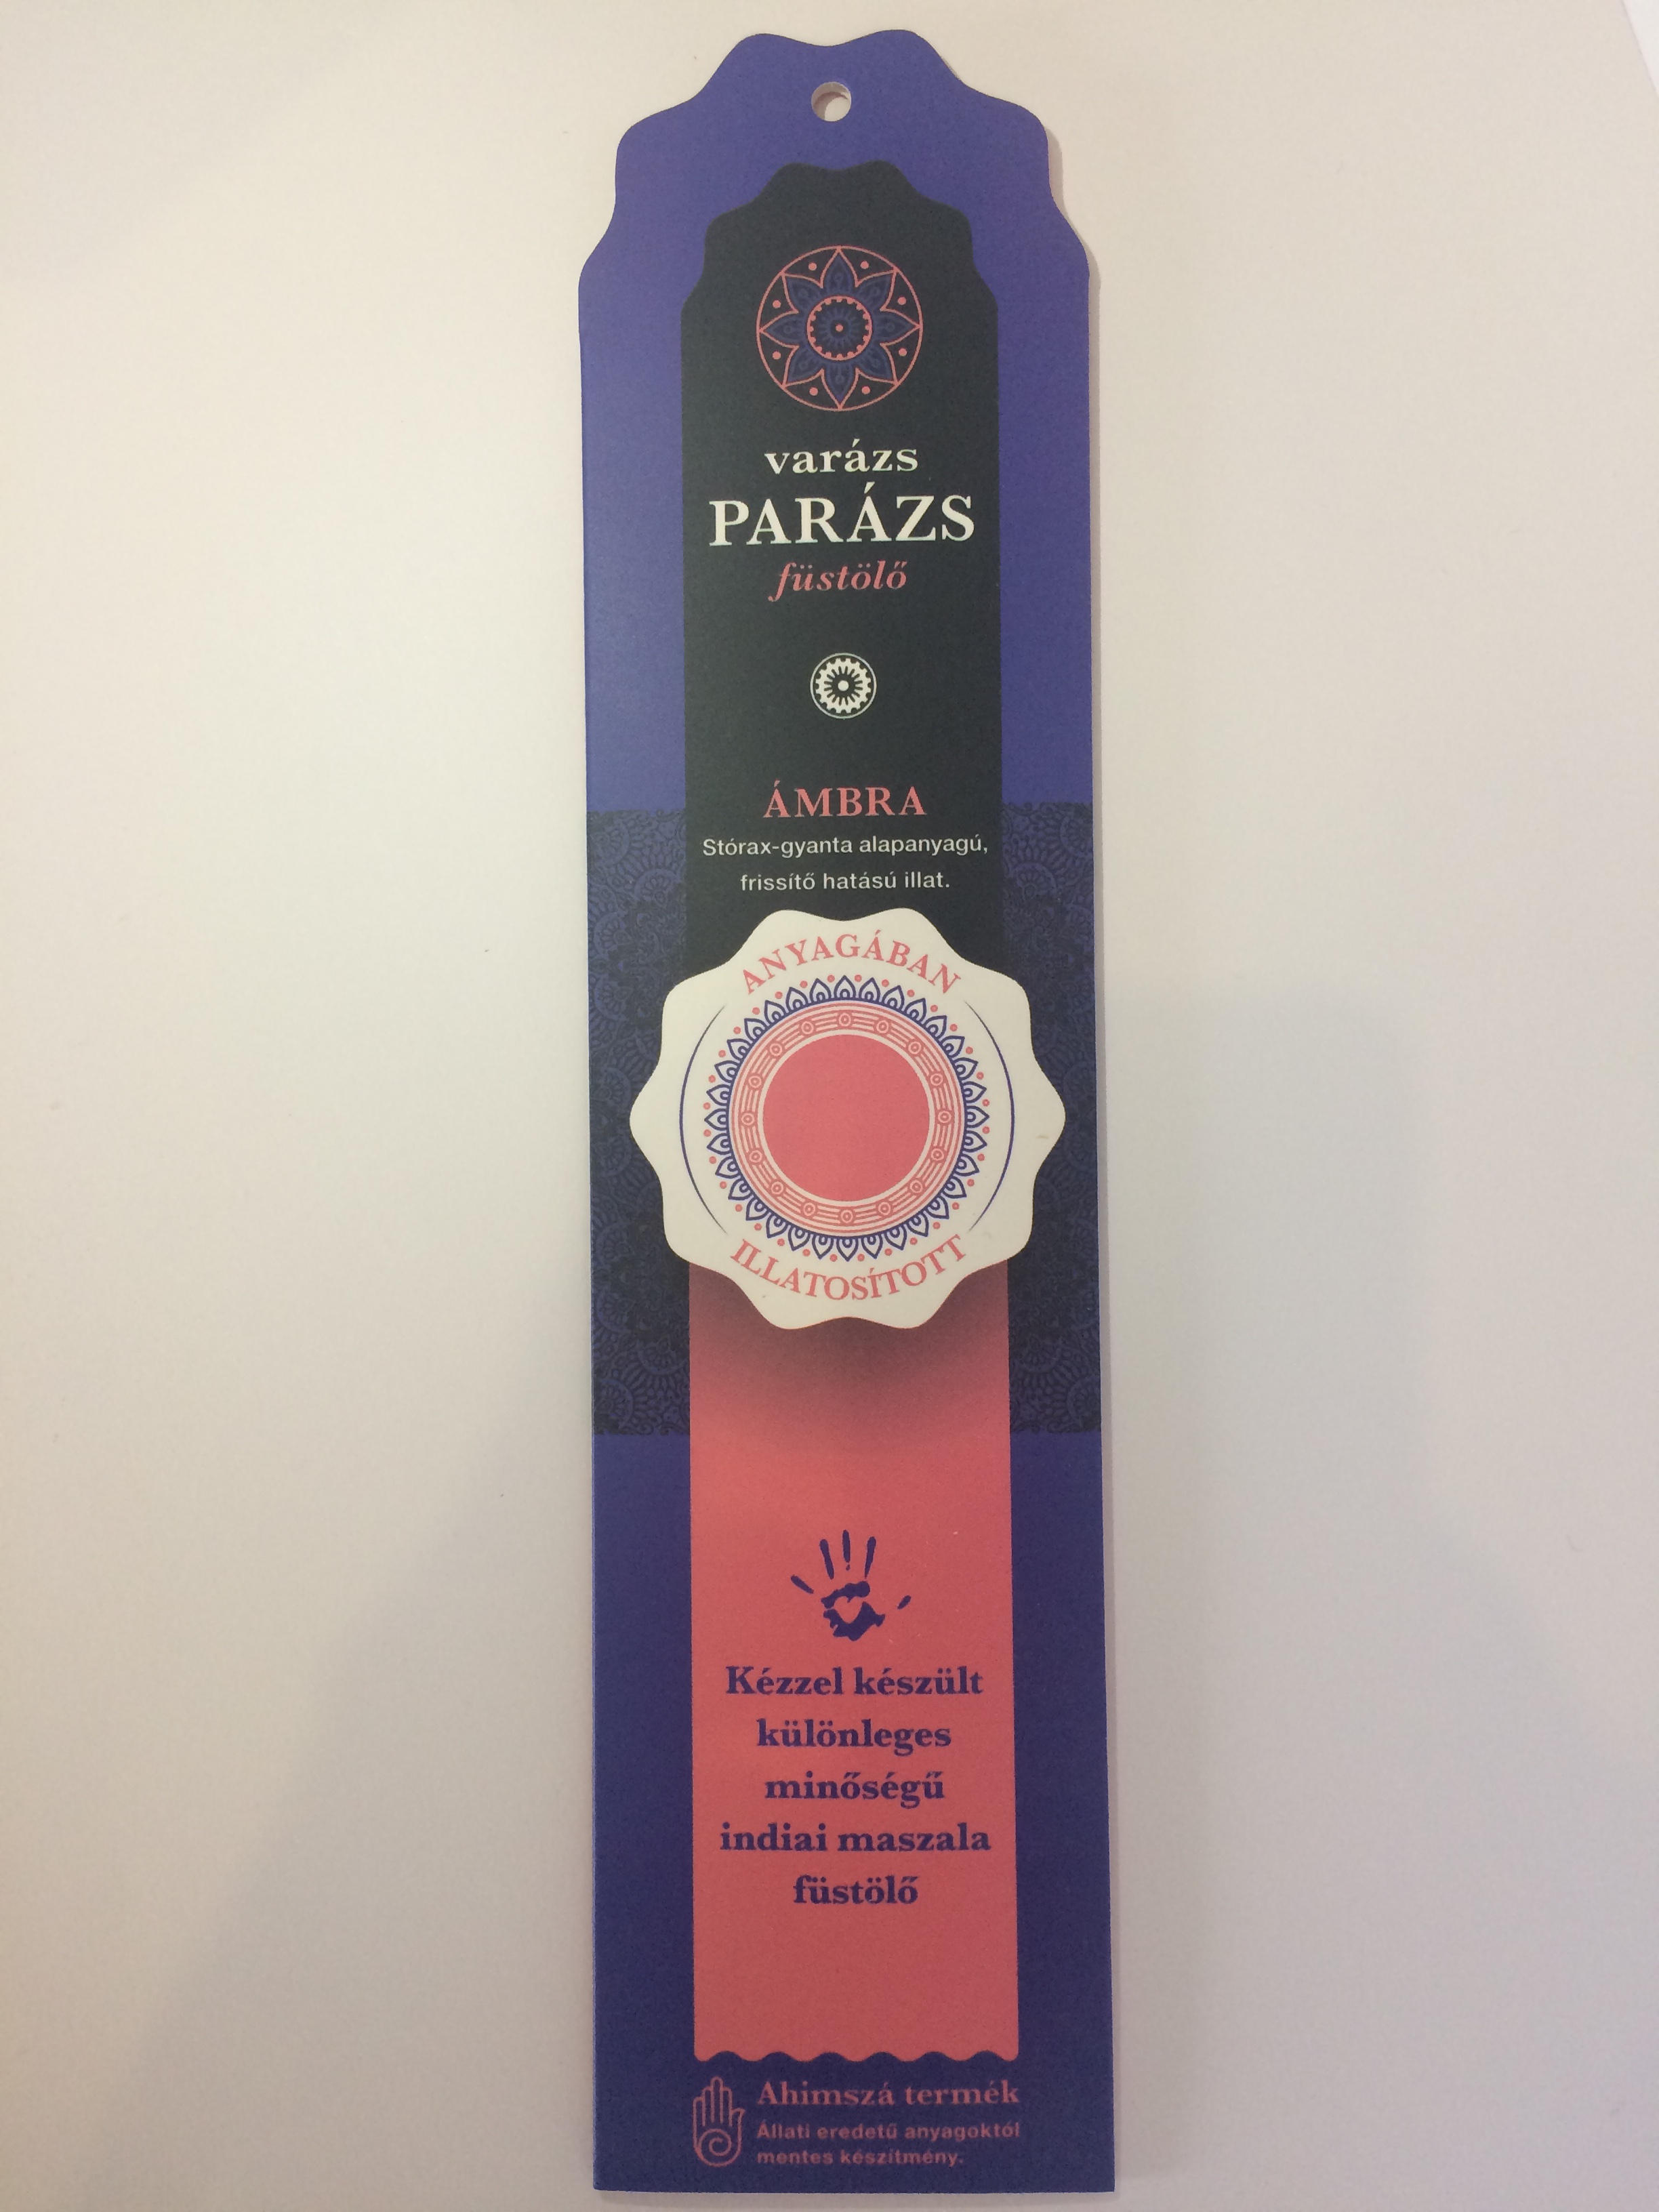 varázs
PARÁZS
füstölő
ÁMBRA
Stórax-gyanta alapanyagú,
frissítő hatású illat.
ANYAGÁBAN
ILLATOSÍTOTT
Kézzel készült
különleges
minőségű
indiai maszala
füstölő
Ahimszá termék
Állati eredetű anyagoktól
mentes készítmény.